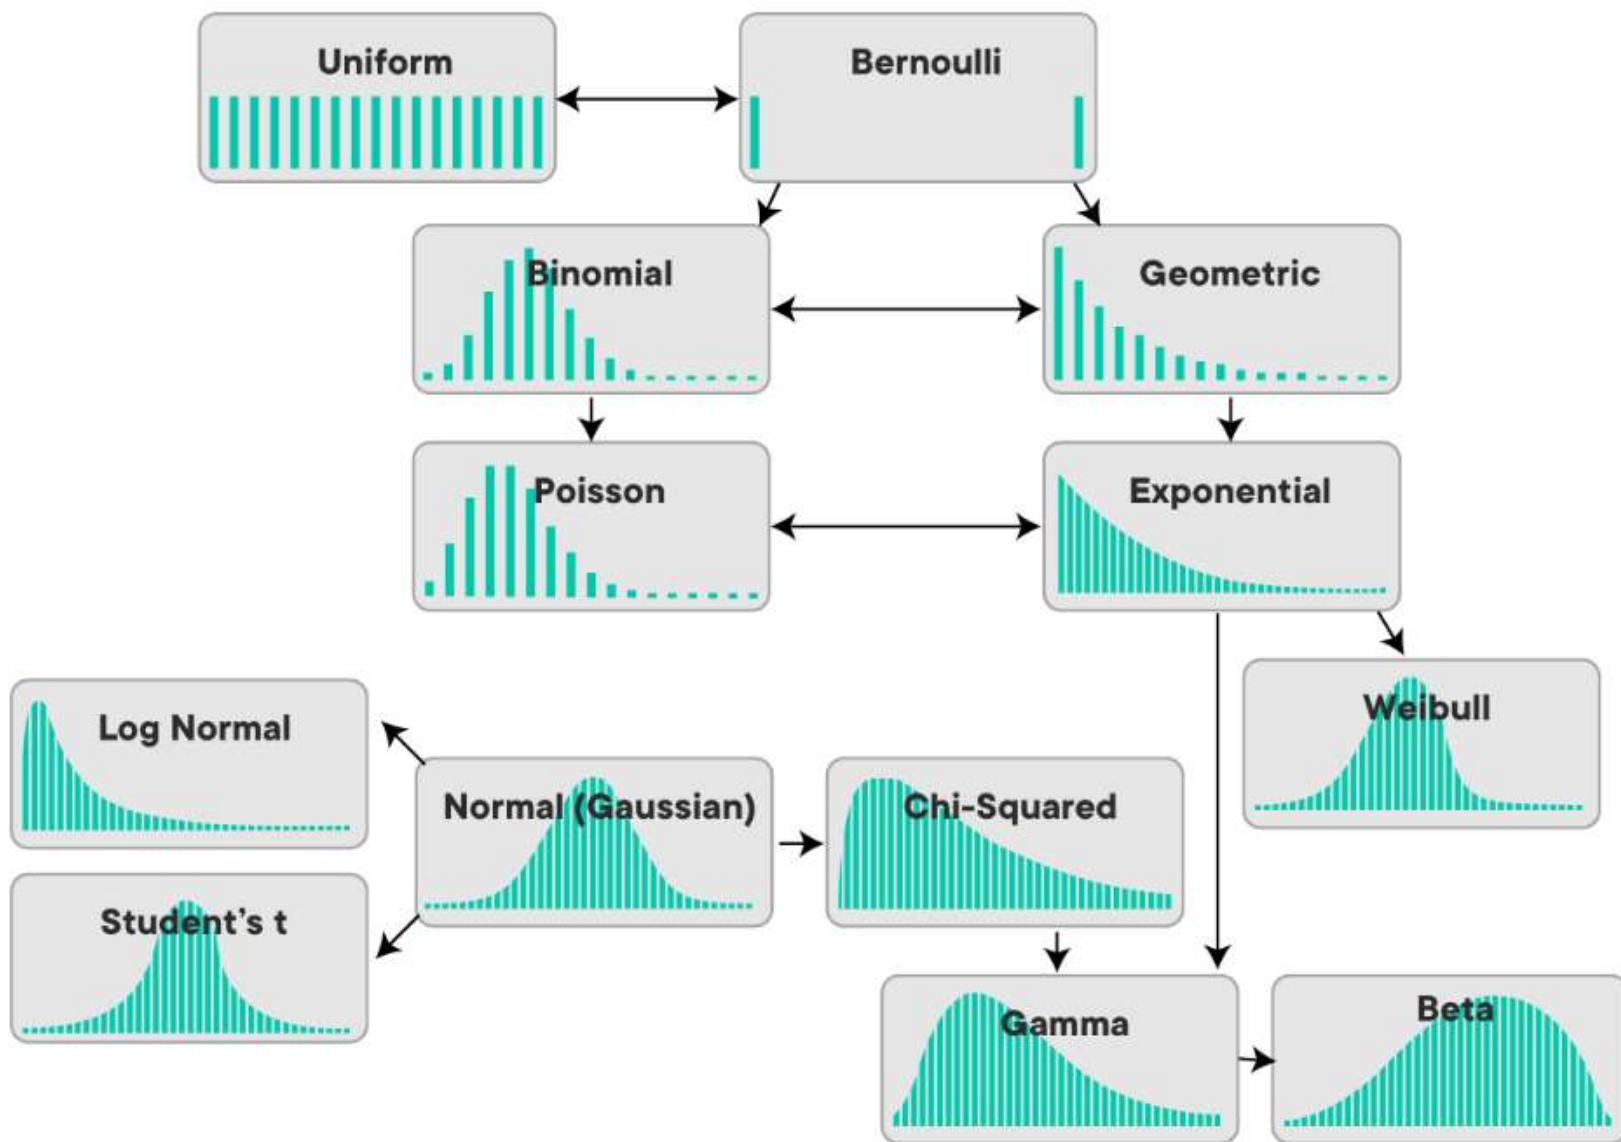 Uniform
Bernoulli
Binomial
Geometric
Poisson
Exponential
Weibull
Log Normal
Normal (Gaussian)
Chi-Squared
Student's t
Gamma
Beta